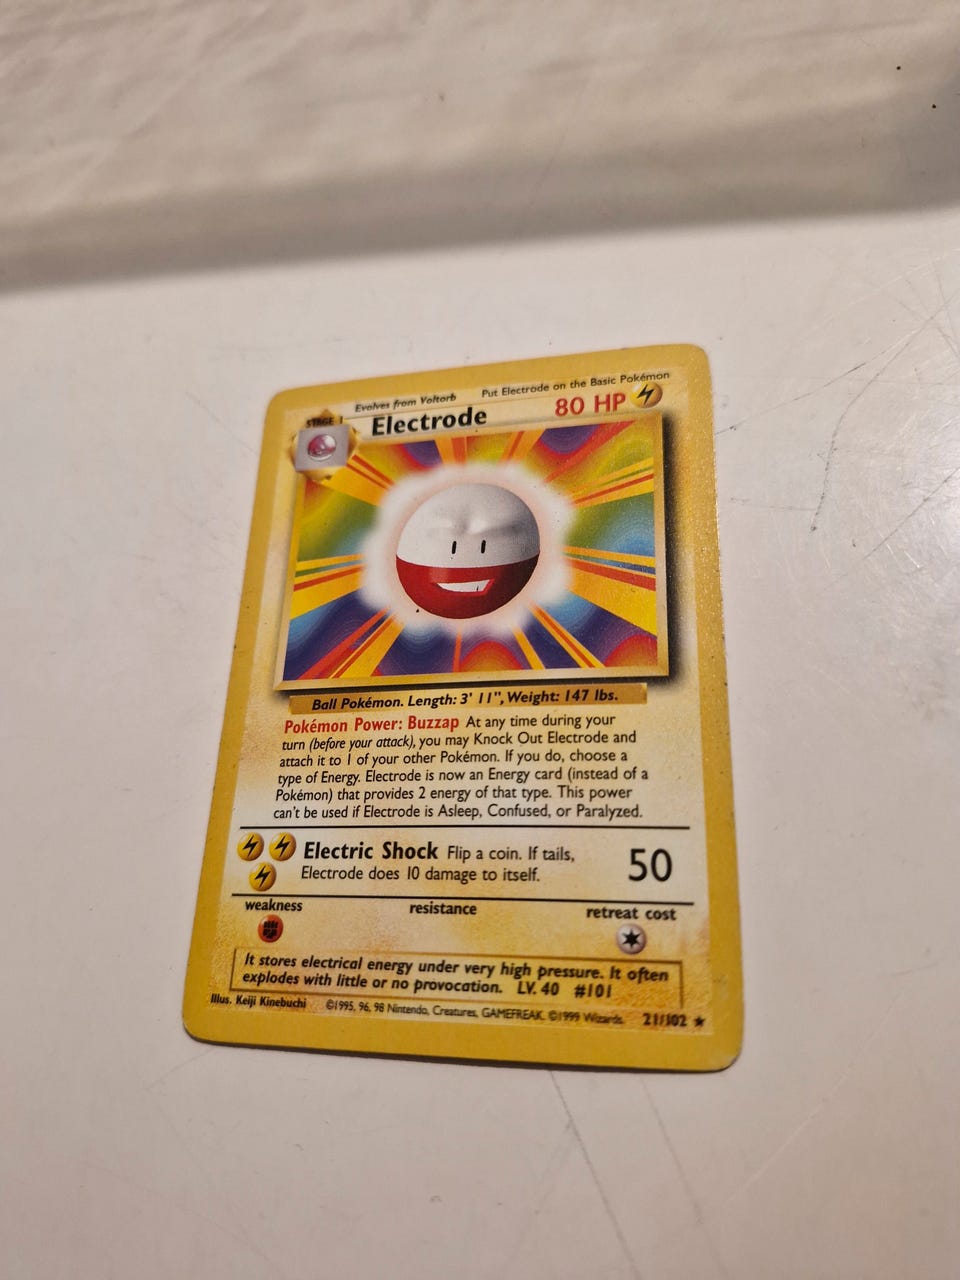 Evolves from Voltorb Put Electrode on the Basic Pokémon
STAGE 1
Electrode 80 HP
Ball Pokémon. Length: 3' 11", Weight: 147 lbs.
Pokémon Power: Buzzap At any time during your
turn (before your attack), you may Knock Out Electrode and
attach it to 1 of your other Pokémon. If you do, choose a
type of Energy. Electrode is now an Energy card (instead of a
Pokémon) that provides 2 energy of that type. This power
can't be used if Electrode is Asleep, Confused, or Paralyzed.
Electric Shock Flip a coin. If tails,
Electrode does 10 damage to itself.
50
weakness resistance retreat cost
It stores electrical energy under very high pressure. It often
explodes with little or no provocation. LV. 40 #101
Illus. Keiji Kinebuchi ©1995, 96, 98 Nintendo, Creatures, GAMEFREAK. ©1999 Wizards. 21/102 ★